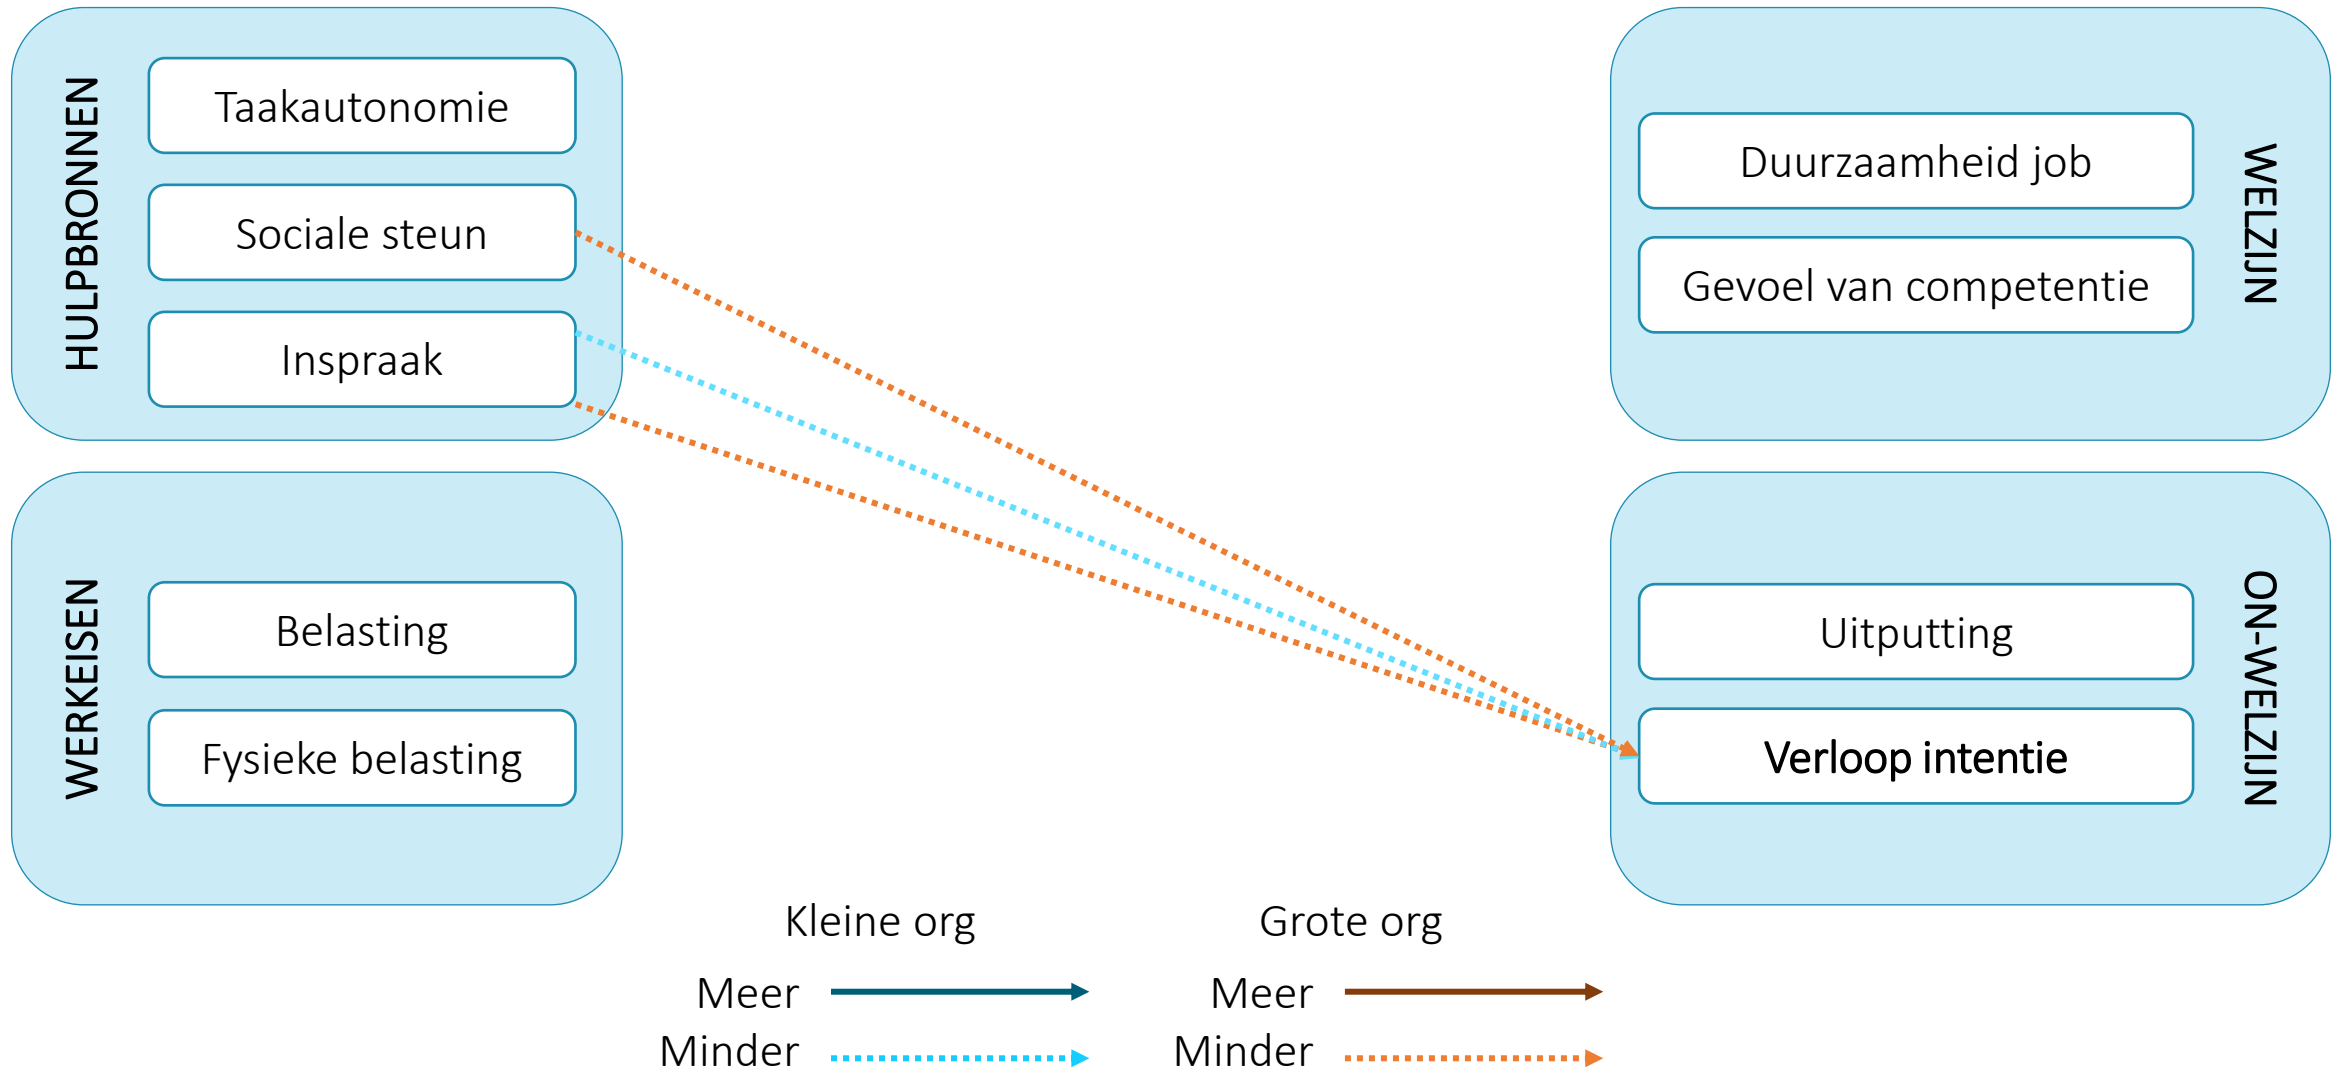 HULPBRONNEN
Taakautonomie
Sociale steun
Inspraak
WERKEISEN
Belasting
Fysieke belasting
Duurzaamheid job
Gevoel van competentie
WELZIJN
Uitputting
Verloop intentie
ON-WELZIJN
Kleine org
Meer
Minder
Grote org
Meer
Minder